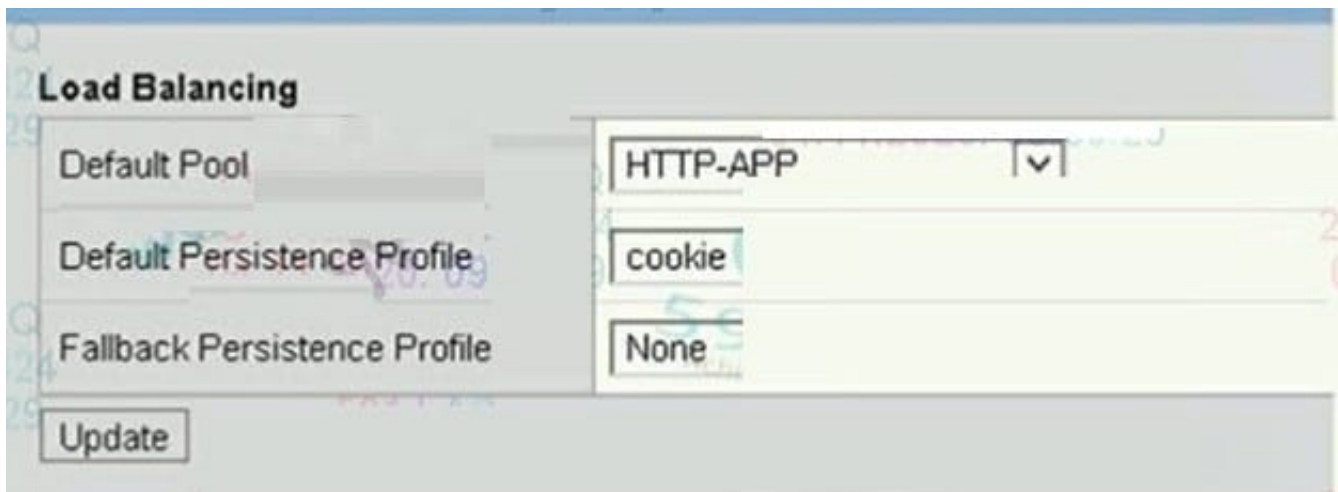 Load Balancing
Default Pool HTTP-APP
Default Persistence Profile cookie
Fallback Persistence Profile None
Update